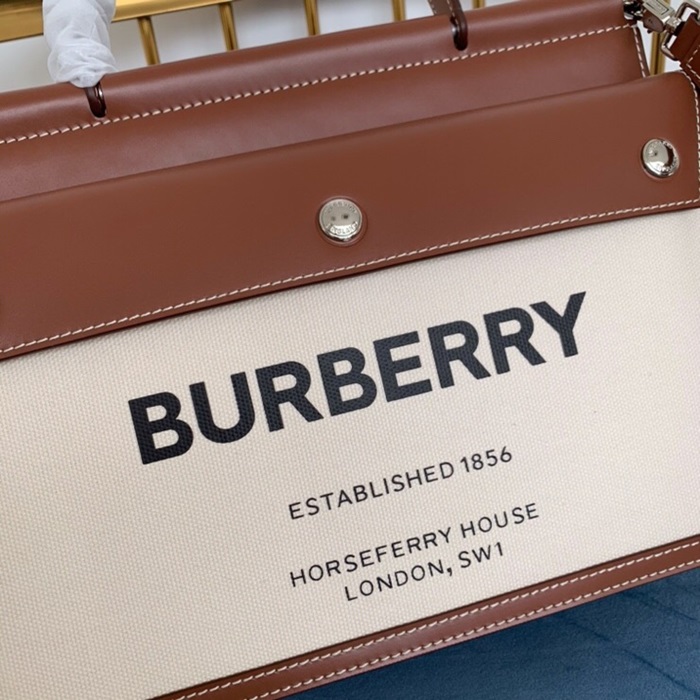 BURBERRY
ESTABLISHED 1856
HORSEFERRY HOUSE
LONDON, SW1